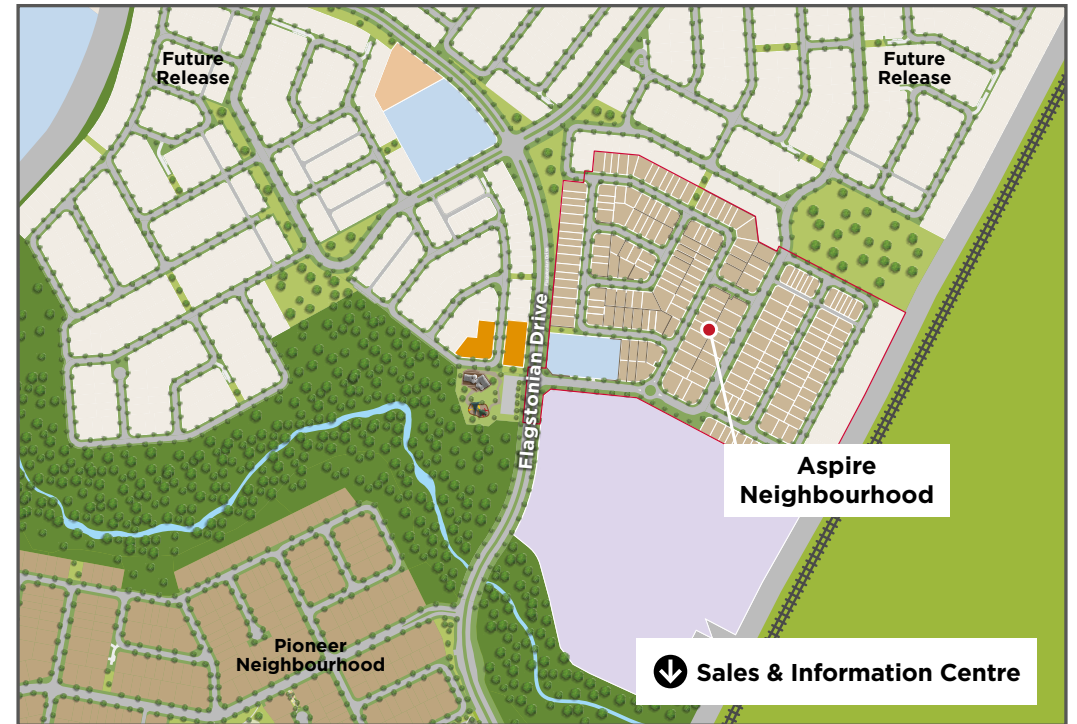 Future
Release
Future
Release
Flagstonian Drive
Aspire
Neighbourhood
Pioneer
Neighbourhood
Sales & Information Centre